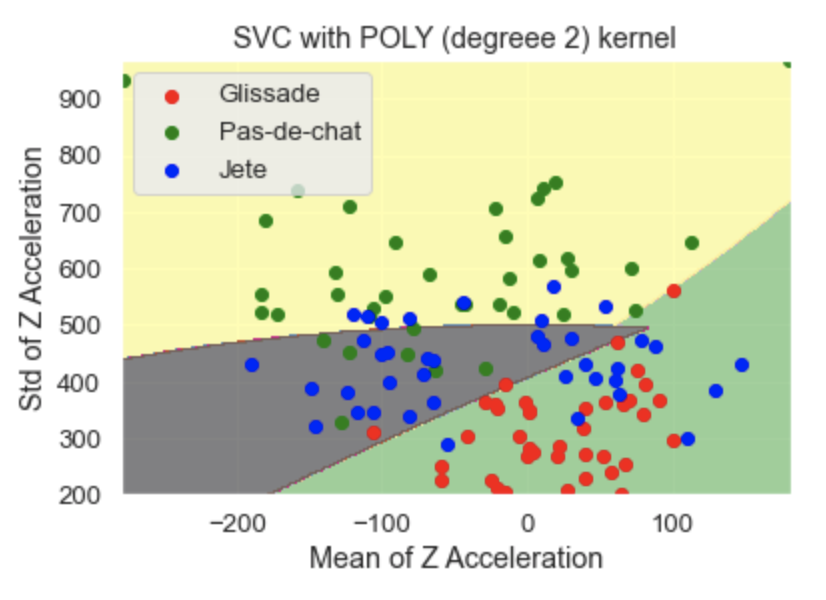 SVC with POLY (degreee 2) kernel
Glissade
Pas-de-chat
Jete
900
800
700
600
500
400
300
200
Std of Z Acceleration
−200 −100 0 100
Mean of Z Acceleration